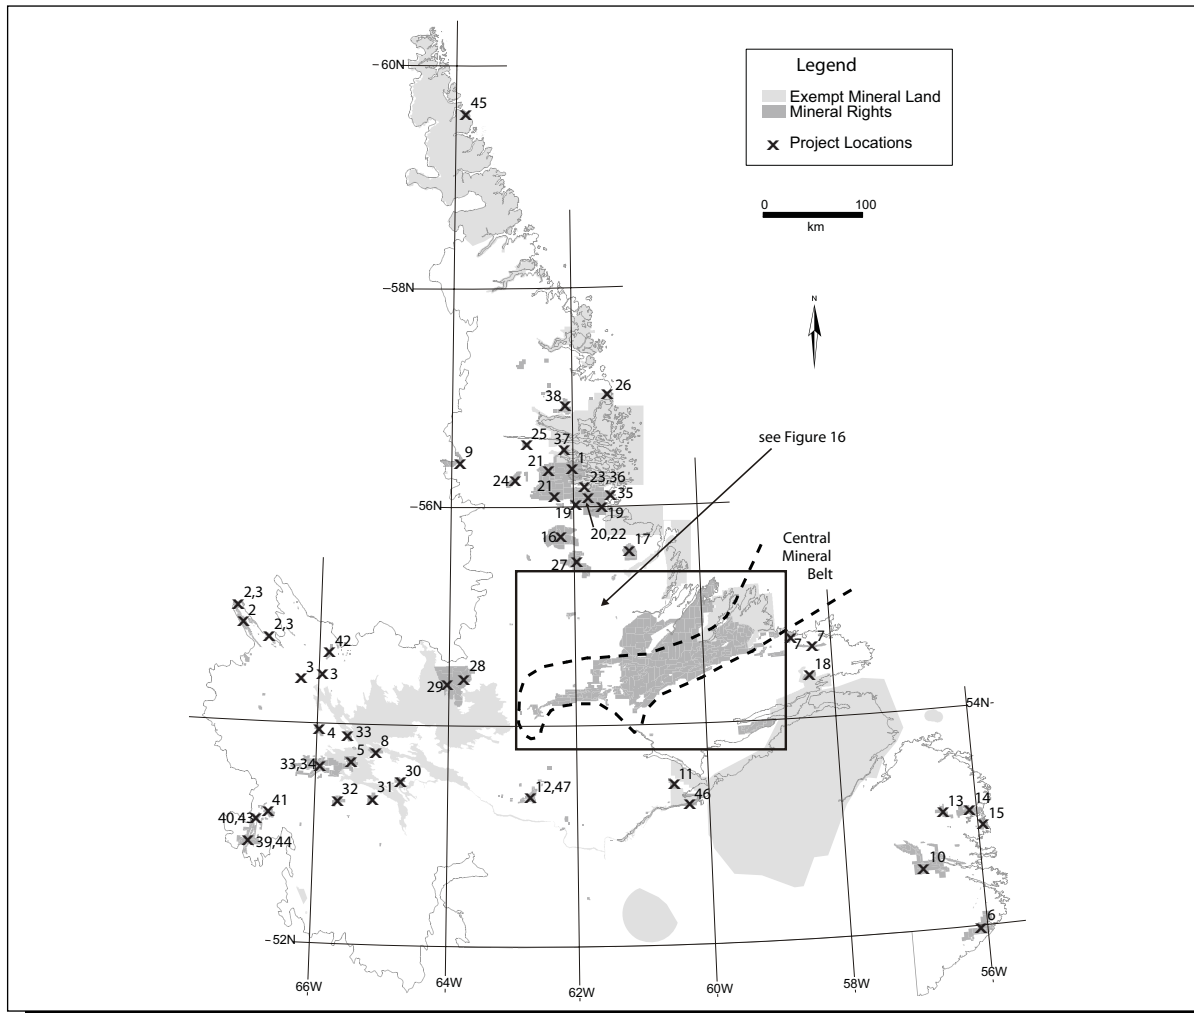 Legend
Exempt Mineral Land
Mineral Rights
Project Locations
0 100
km
N
60N
45
58N
26
38
25
37
9
21
1
24
23,36
21
35
56N
19
19
20,22
16
17
27
see Figure 16
Central
Mineral
Belt
2,3
2
2,3
42
3
3
28
29
7
7
18
54N
4
33
8
5
33,34
30
32
31
12,47
11
46
41
40,43
39,44
13
14
15
10
6
52N
66W
64W
62W
60W
58W
56W